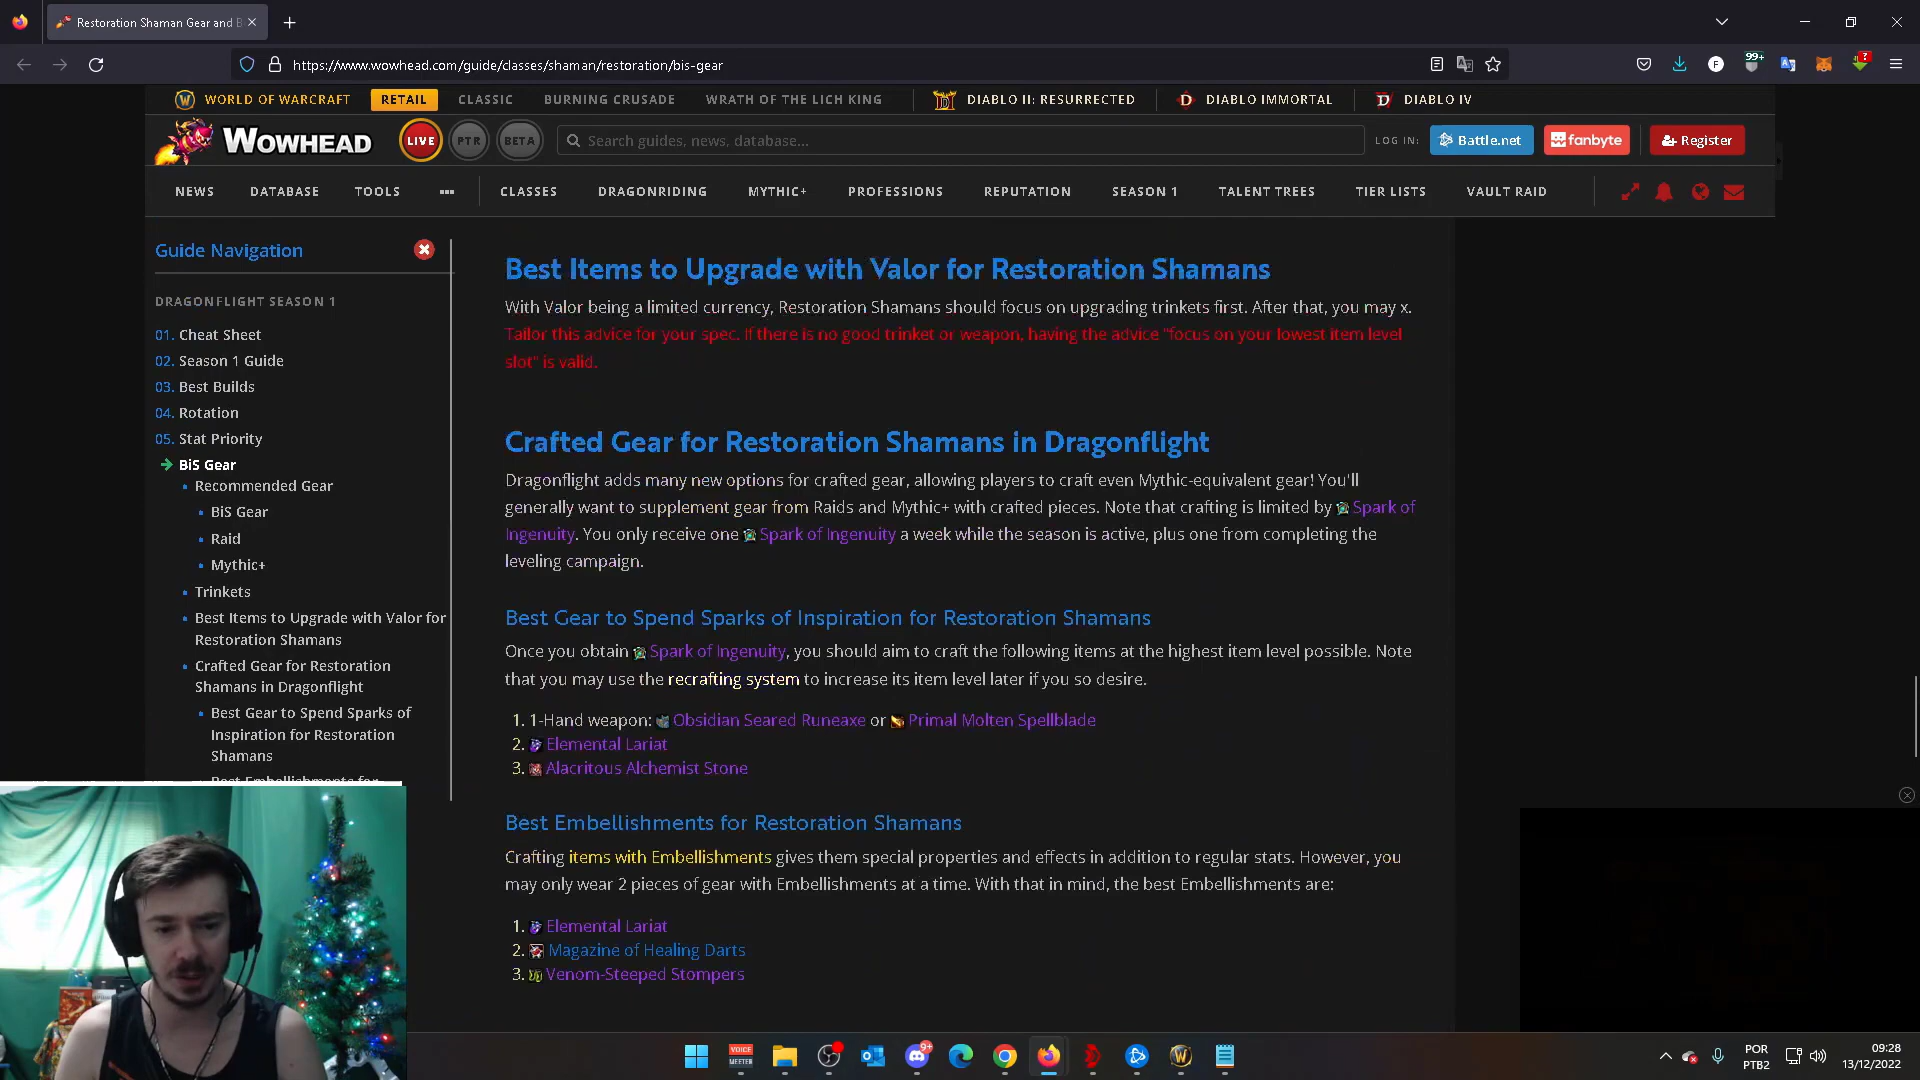 Restoration Shaman Gear and B
https://www.wowhead.com/guide/classes/shaman/restoration/bis-gear
99+
?
WORLD OF WARCRAFT RETAIL CLASSIC BURNING CRUSADE WRATH OF THE LICH KING DIABLO II: RESURRECTED DIABLO IMMORTAL DIABLO IV
WOWHEAD LIVE PTR BETA Search guides, news, database... LOG IN: Battle.net fanbyte Register
NEWS DATABASE TOOLS ••• CLASSES DRAGONRIDING MYTHIC+ PROFESSIONS REPUTATION SEASON 1 TALENT TREES TIER LISTS VAULT RAID
Guide Navigation
DRAGONFLIGHT SEASON 1
01. Cheat Sheet
02. Season 1 Guide
03. Best Builds
04. Rotation
05. Stat Priority
BiS Gear
Recommended Gear
BiS Gear
Raid
Mythic+
Trinkets
Best Items to Upgrade with Valor for
Restoration Shamans
Crafted Gear for Restoration
Shamans in Dragonflight
Best Gear to Spend Sparks of
Inspiration for Restoration
Shamans
Best Embellishments for
Best Items to Upgrade with Valor for Restoration Shamans
With Valor being a limited currency, Restoration Shamans should focus on upgrading trinkets first. After that, you may x.
Tailor this advice for your spec. If there is no good trinket or weapon, having the advice "focus on your lowest item level
slot" is valid.
Crafted Gear for Restoration Shamans in Dragonflight
Dragonflight adds many new options for crafted gear, allowing players to craft even Mythic-equivalent gear! You'll
generally want to supplement gear from Raids and Mythic+ with crafted pieces. Note that crafting is limited by Spark of
Ingenuity. You only receive one Spark of Ingenuity a week while the season is active, plus one from completing the
leveling campaign.
Best Gear to Spend Sparks of Inspiration for Restoration Shamans
Once you obtain Spark of Ingenuity, you should aim to craft the following items at the highest item level possible. Note
that you may use the recrafting system to increase its item level later if you so desire.
1. 1-Hand weapon: Obsidian Seared Runeaxe or Primal Molten Spellblade
2. Elemental Lariat
3. Alacritous Alchemist Stone
Best Embellishments for Restoration Shamans
Crafting items with Embellishments gives them special properties and effects in addition to regular stats. However, you
may only wear 2 pieces of gear with Embellishments at a time. With that in mind, the best Embellishments are:
1. Elemental Lariat
2. Magazine of Healing Darts
3. Venom-Steeped Stompers
VOICE
MEETER
9+
POR
PTB2
09:28
13/12/2022